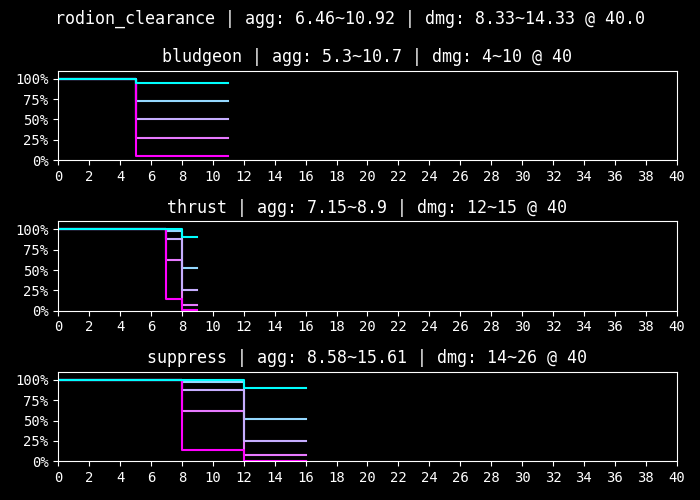 rodion_clearance | agg: 6.46~10.92 | dmg: 8.33~14.33 @ 40.0
bludgeon | agg: 5.3~10.7 | dmg: 4~10 @ 40
100%
75%
50%
25%
0%
0 2 4 6 8 10 12 14 16 18 20 22 24 26 28 30 32 34 36 38 40
thrust | agg: 7.15~8.9 | dmg: 12~15 @ 40
100%
75%
50%
25%
0%
0 2 4 6 8 10 12 14 16 18 20 22 24 26 28 30 32 34 36 38 40
suppress | agg: 8.58~15.61 | dmg: 14~26 @ 40
100%
75%
50%
25%
0%
0 2 4 6 8 10 12 14 16 18 20 22 24 26 28 30 32 34 36 38 40